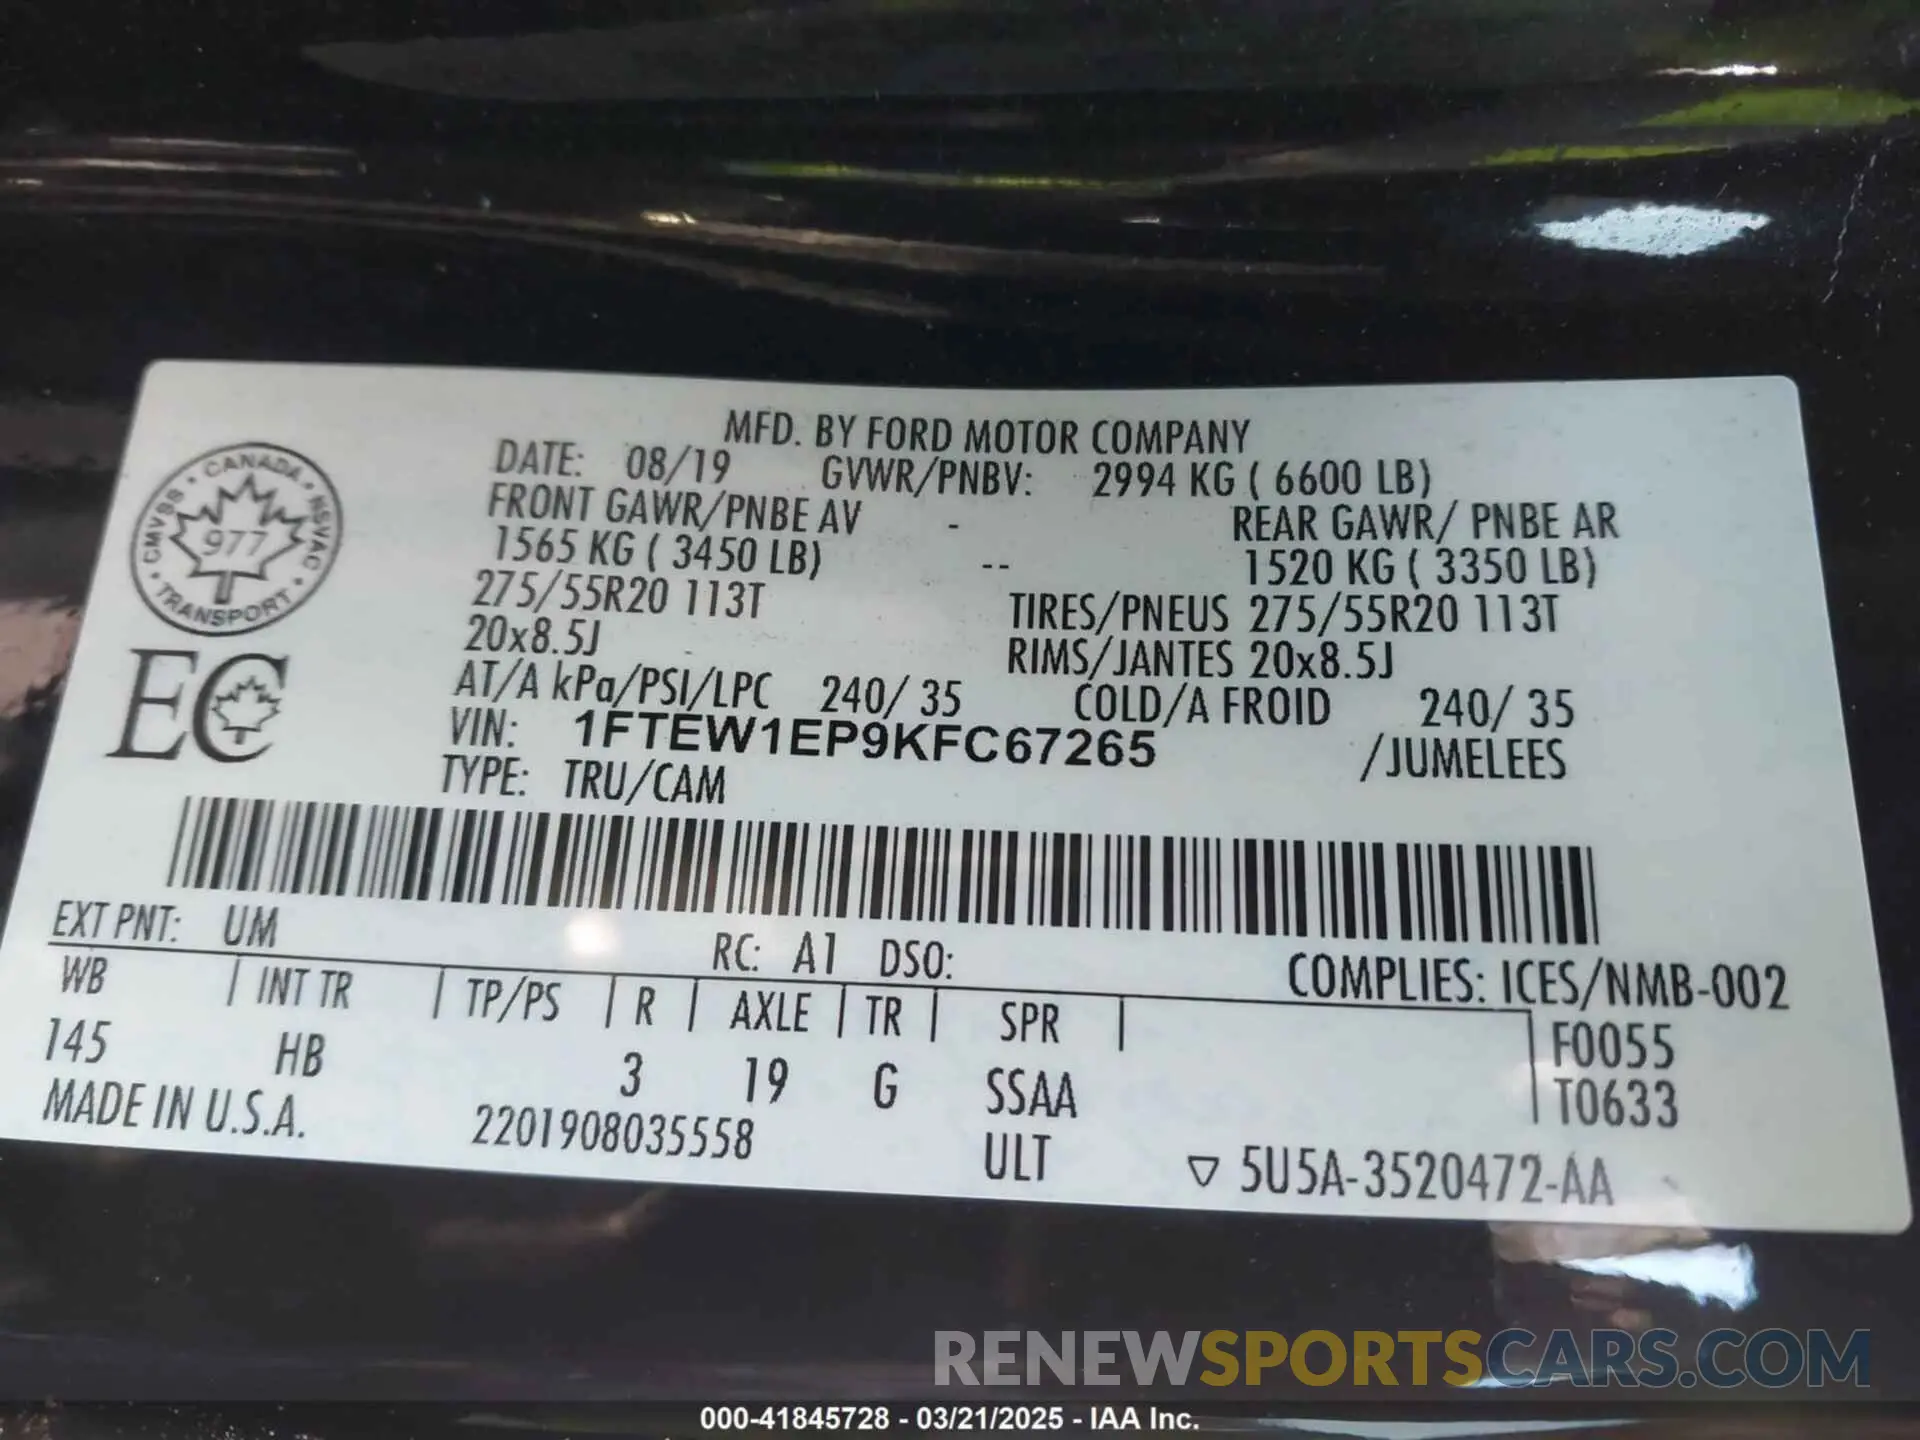 MFD. BY FORD MOTOR COMPANY
DATE: 08/19 GVWR/PNBV: 2994 KG ( 6600 LB)
FRONT GAWR/PNBE AV - REAR GAWR/ PNBE AR
1565 KG ( 3450 LB) -- 1520 KG ( 3350 LB)
275/55R20 113T TIRES/PNEUS 275/55R20 113T
20x8.5J RIMS/JANTES 20x8.5J
AT/A kPa/PSI/LPC 240/ 35 COLD/A FROID 240/ 35
VIN: 1FTEW1EP9KFC67265 /JUMELEES
TYPE: TRU/CAM
CANADA · NSVAC · TRANSPORT · CMVSS
977
EC
EXT PNT: UM RC: A1 DSO: COMPLIES: ICES/NMB-002
WB | INT TR | TP/PS | R | AXLE | TR | SPR | F0055
145 HB 3 19 G SSAA T0633
MADE IN U.S.A. 2201908035558 ULT ▽ 5U5A-3520472-AA
RENEWSPORTSCARS.COM
000-41845728 - 03/21/2025 - IAA Inc.